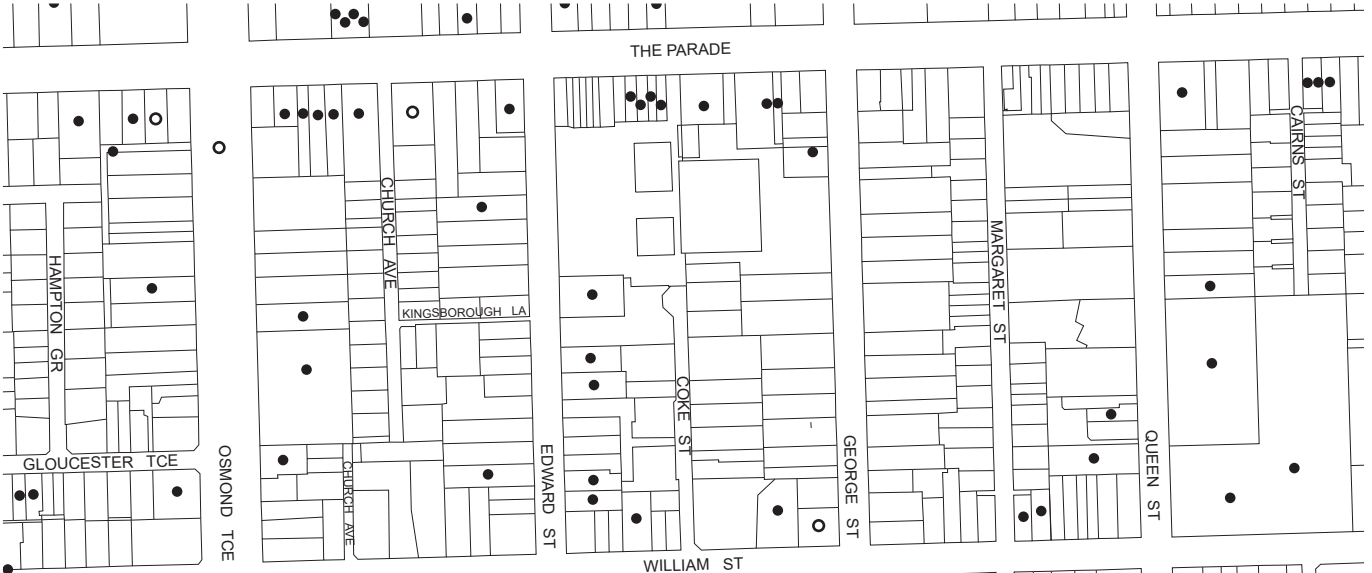 THE PARADE
CAIRNS ST
CHURCH AVE
MARGARET ST
HAMPTON GR
KINGSBOROUGH LA
COKE ST
GLOUCESTER TCE
OSMOND TCE
CHURCH AVE
EDWARD ST
GEORGE ST
QUEEN ST
WILLIAM ST